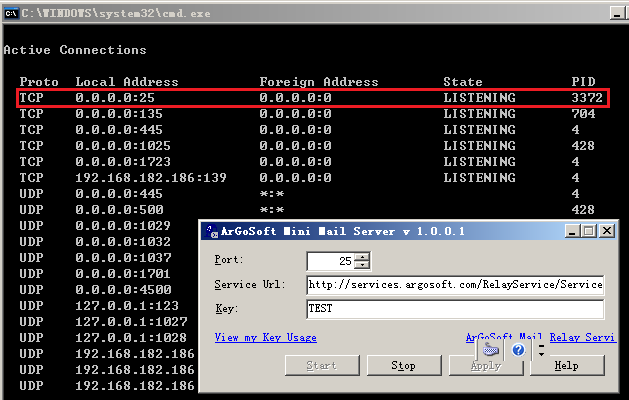 C:\WINDOWS\system32\cmd.exe
Active Connections
Proto Local Address Foreign Address State PID
TCP 0.0.0.0:25 0.0.0.0:0 LISTENING 3372
TCP 0.0.0.0:135 0.0.0.0:0 LISTENING 704
TCP 0.0.0.0:445 0.0.0.0:0 LISTENING 4
TCP 0.0.0.0:1025 0.0.0.0:0 LISTENING 428
TCP 0.0.0.0:1723 0.0.0.0:0 LISTENING 4
TCP 192.168.182.186:139 0.0.0.0:0 LISTENING 4
UDP 0.0.0.0:445 *:* 4
UDP 0.0.0.0:500 *:* 428
UDP 0.0.0.0:1029
UDP 0.0.0.0:1032
UDP 0.0.0.0:1037
UDP 0.0.0.0:1701
UDP 0.0.0.0:4500
UDP 127.0.0.1:123
UDP 127.0.0.1:1027
UDP 127.0.0.1:1028
UDP 192.168.182.186
UDP 192.168.182.186
UDP 192.168.182.186
ArGoSoft Mini Mail Server v 1.0.0.1
Port: 25
Service Url: http://services.argosoft.com/RelayService/Service
Key: TEST
View my Key Usage ArGoSoft Mail Relay Servi
Start Stop Apply Help